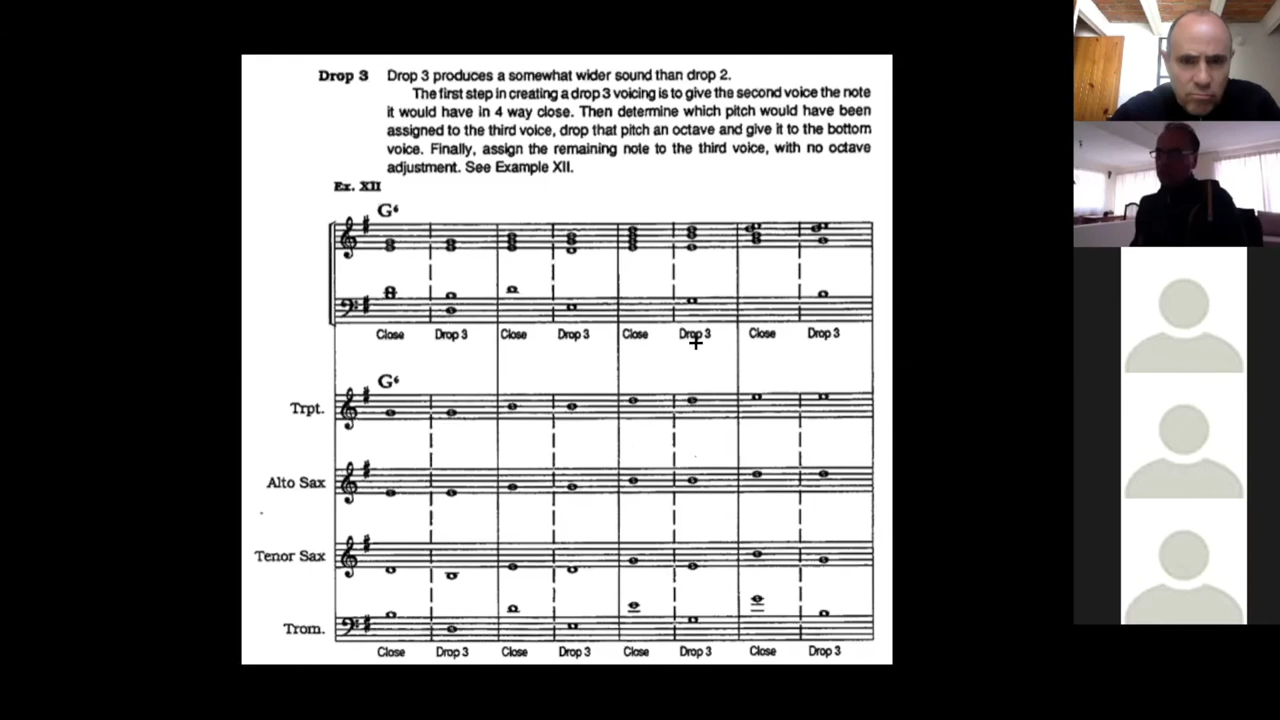 Drop 3 Drop 3 produces a somewhat wider sound than drop 2.
The first step in creating a drop 3 voicing is to give the second voice the note
it would have in 4 way close. Then determine which pitch would have been
assigned to the third voice, drop that pitch an octave and give it to the bottom
voice. Finally, assign the remaining note to the third voice, with no octave
adjustment. See Example XII.
Ex. XII
G6
Close Drop 3 Close Drop 3 Close Drop 3 Close Drop 3
G6
Trpt.
Alto Sax
Tenor Sax
Trom.
Close Drop 3 Close Drop 3 Close Drop 3 Close Drop 3